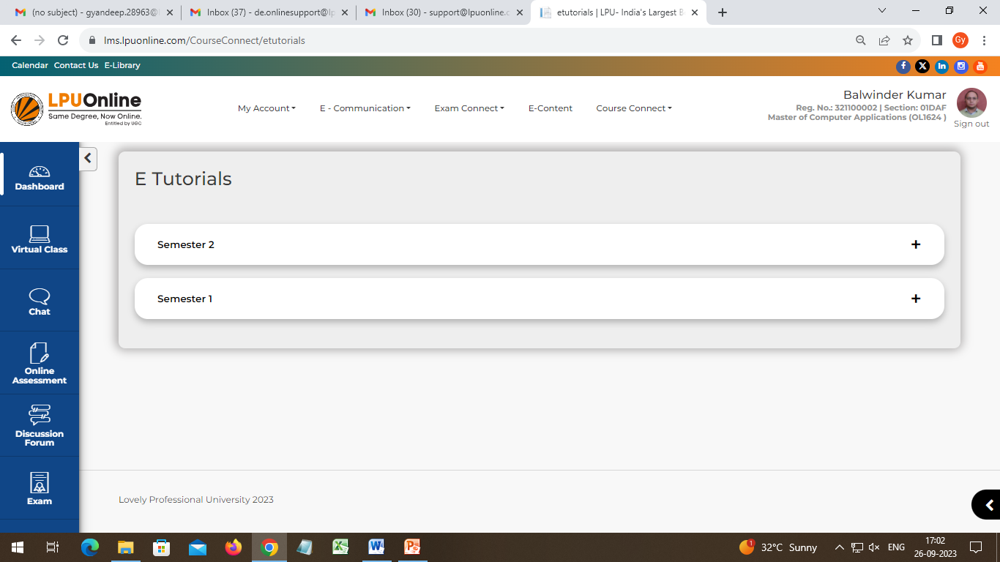 (no subject) - gyandeep.28963@
Inbox (37) - de.onlinesupport@lp
Inbox (30) - support@lpuonline.c
etutorials | LPU- India's Largest B
lms.lpuonline.com/CourseConnect/etutorials
Gy
Calendar Contact Us E-Library
LPUOnline
Same Degree, Now Online.
Entitled by UGC
My Account
E - Communication
Exam Connect
E-Content
Course Connect
Balwinder Kumar
Reg. No.: 321100002 | Section: 01DAF
Master of Computer Applications (OL1624 )
Sign out
Dashboard
Virtual Class
Chat
Online
Assessment
Discussion
Forum
Exam
E Tutorials
Semester 2
Semester 1
Lovely Professional University 2023
1
32°C Sunny
ENG
17:02
26-09-2023